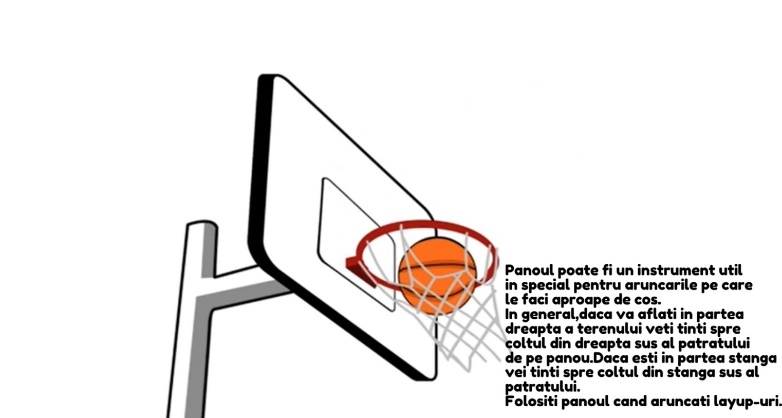 Panoul poate fi un instrument util
in special pentru aruncarile pe care
le faci aproape de cos.
In general,daca va aflati in partea
dreapta a terenului veti tinti spre
coltul din dreapta sus al patratului
de pe panou.Daca esti in partea stanga
vei tinti spre coltul din stanga sus al
patratului.
Folositi panoul cand aruncati layup-uri.